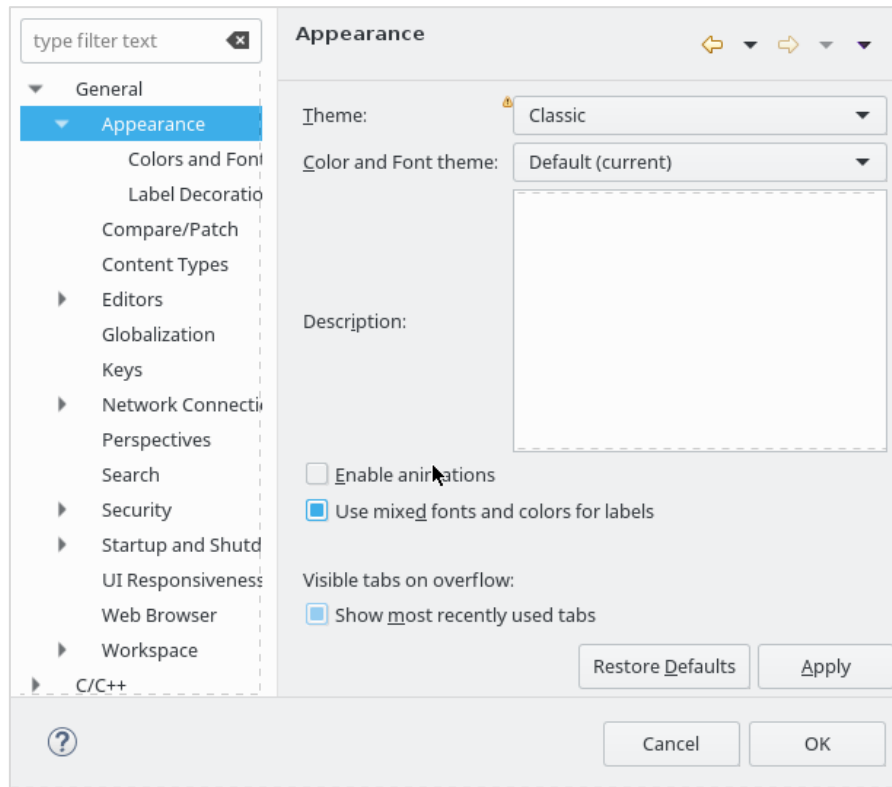 type filter text
General
Appearance
Colors and Font
Label Decoratio
Compare/Patch
Content Types
Editors
Globalization
Keys
Network Connecti
Perspectives
Search
Security
Startup and Shutd
UI Responsiveness
Web Browser
Workspace
C/C++
Appearance
Theme:
Classic
Color and Font theme:
Default (current)
Description:
Enable animations
Use mixed fonts and colors for labels
Visible tabs on overflow:
Show most recently used tabs
Restore Defaults
Apply
?
Cancel
OK